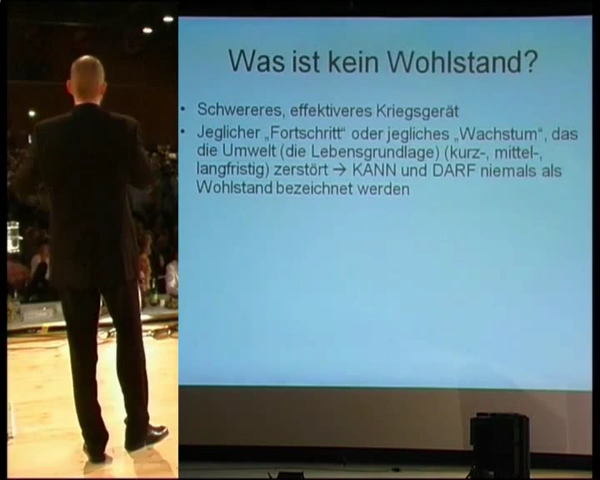 Was ist kein Wohlstand?
• Schwereres, effektiveres Kriegsgerät
• Jeglicher „Fortschritt“ oder jegliches „Wachstum“, das
die Umwelt (die Lebensgrundlage) (kurz-, mittel-,
langfristig) zerstört → KANN und DARF niemals als
Wohlstand bezeichnet werden